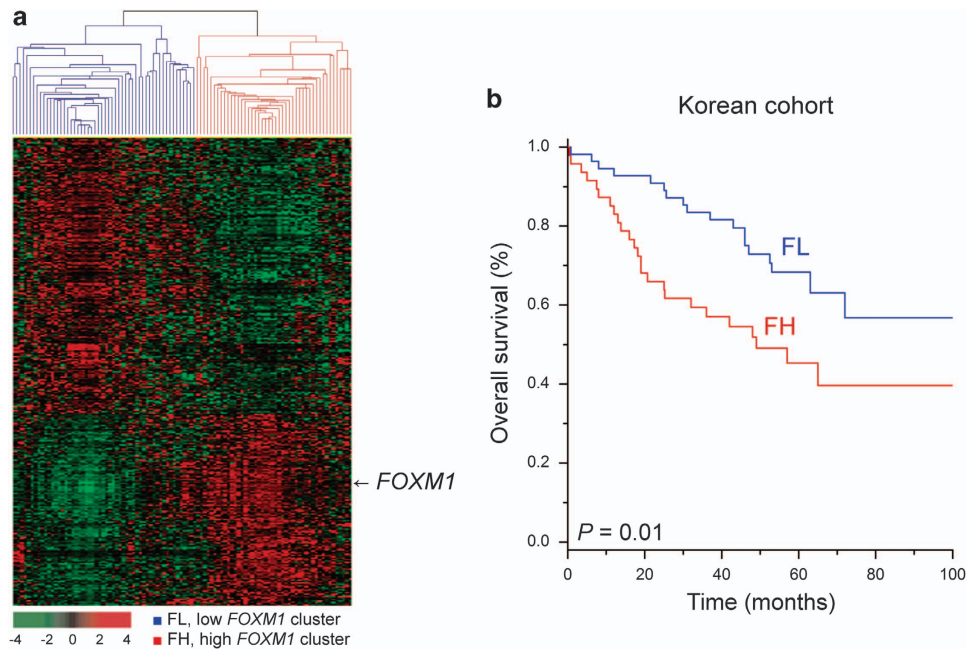 a
← FOXM1
-4 -2 0 2 4
FL, low FOXM1 cluster
FH, high FOXM1 cluster
b
Korean cohort
Overall survival (%)
1.0
0.8
0.6
0.4
0.2
0.0
FL
FH
P = 0.01
0 20 40 60 80 100
Time (months)